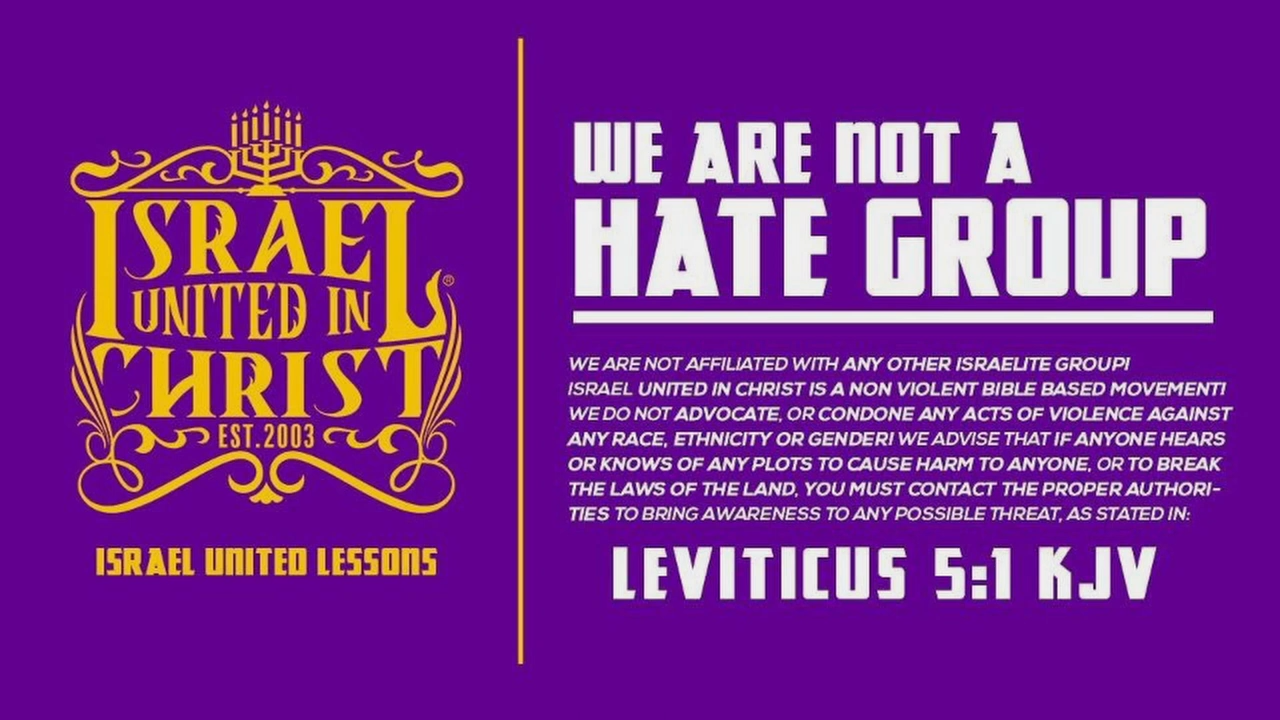 ISRAEL
UNITED IN
CHRIST
EST. 2003
ISRAEL UNITED LESSONS
WE ARE NOT A
HATE GROUP
WE ARE NOT AFFILIATED WITH ANY OTHER ISRAELITE GROUP!
ISRAEL UNITED IN CHRIST IS A NON VIOLENT BIBLE BASED MOVEMENT!
WE DO NOT ADVOCATE, OR CONDONE ANY ACTS OF VIOLENCE AGAINST
ANY RACE, ETHNICITY OR GENDER! WE ADVISE THAT IF ANYONE HEARS
OR KNOWS OF ANY PLOTS TO CAUSE HARM TO ANYONE, OR TO BREAK
THE LAWS OF THE LAND, YOU MUST CONTACT THE PROPER AUTHORI-
TIES TO BRING AWARENESS TO ANY POSSIBLE THREAT, AS STATED IN:
LEVITICUS 5:1 KJV